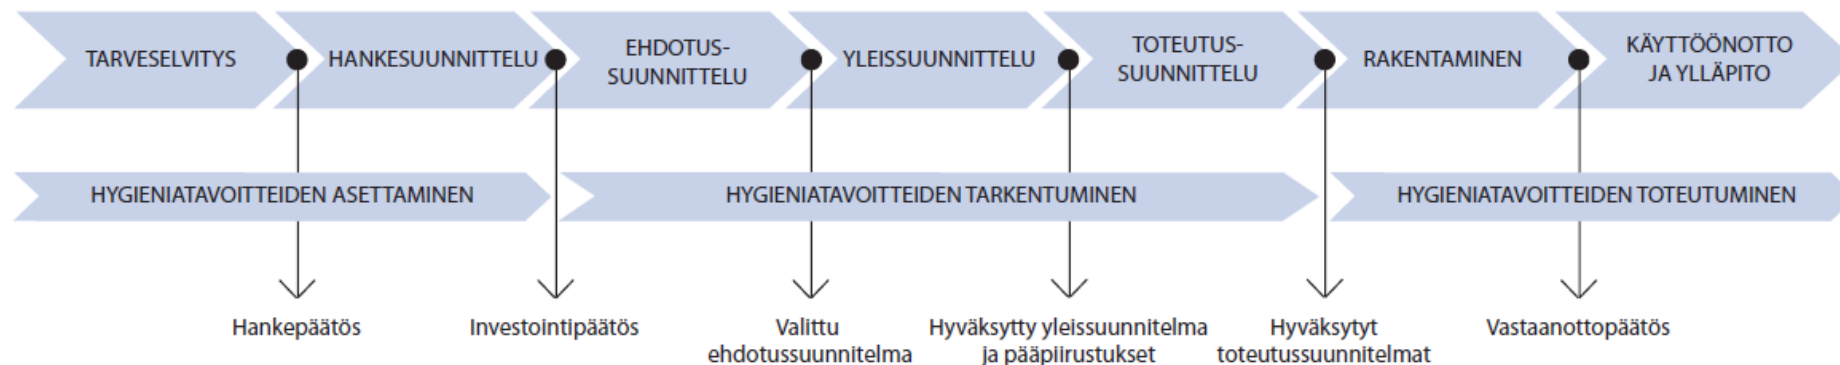 TARVESELVITYS
HANKESUUNNITTELU
EHDOTUS-
SUUNNITTELU
YLEISSUUNNITTELU
TOTEUTUS-
SUUNNITTELU
RAKENTAMINEN
KÄYTTÖÖNOTTO
JA YLLÄPITO
HYGIENIATAVOITTEIDEN ASETTAMINEN
HYGIENIATAVOITTEIDEN TARKENTUMINEN
HYGIENIATAVOITTEIDEN TOTEUTUMINEN
Hankepäätös
Investointipäätös
Valittu
ehdotussuunnitelma
Hyväksytty yleissuunnitelma
ja pääpiirustukset
Hyväksytyt
toteutussuunnitelmat
Vastaanottopäätös